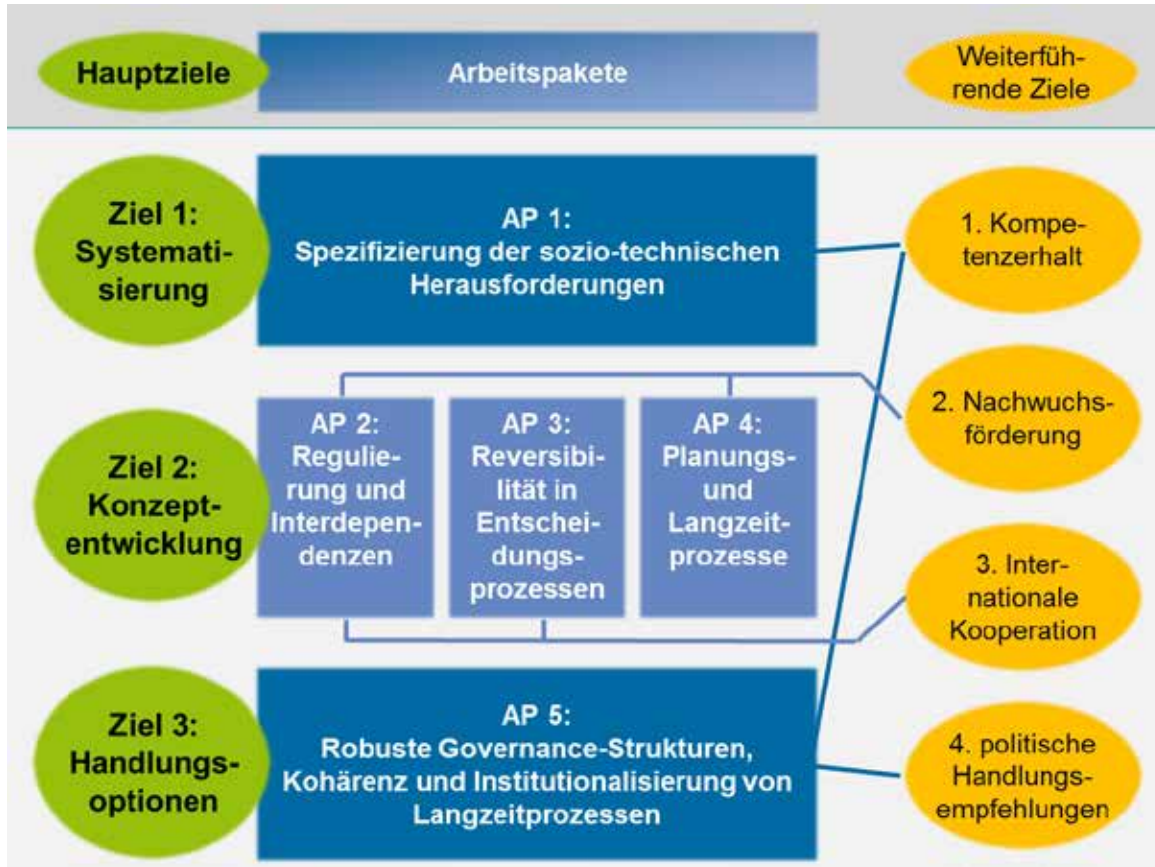 Hauptziele
Arbeitspakete
Weiterfüh-
rende Ziele
Ziel 1:
Systemati-
sierung
AP 1:
Spezifizierung der sozio-technischen
Herausforderungen
1. Kompe-
tenzerhalt
Ziel 2:
Konzept-
entwicklung
AP 2:
Regulie-
rung und
Interdepen-
denzen
AP 3:
Reversibi-
lität in
Entschei-
dungs-
prozessen
AP 4:
Planungs-
und
Langzeit-
prozesse
2. Nachwuchs-
förderung
3. Inter-
nationale
Kooperation
Ziel 3:
Handlungs-
optionen
AP 5:
Robuste Governance-Strukturen,
Kohärenz und Institutionalisierung von
Langzeitprozessen
4. politische
Handlungs-
empfehlungen